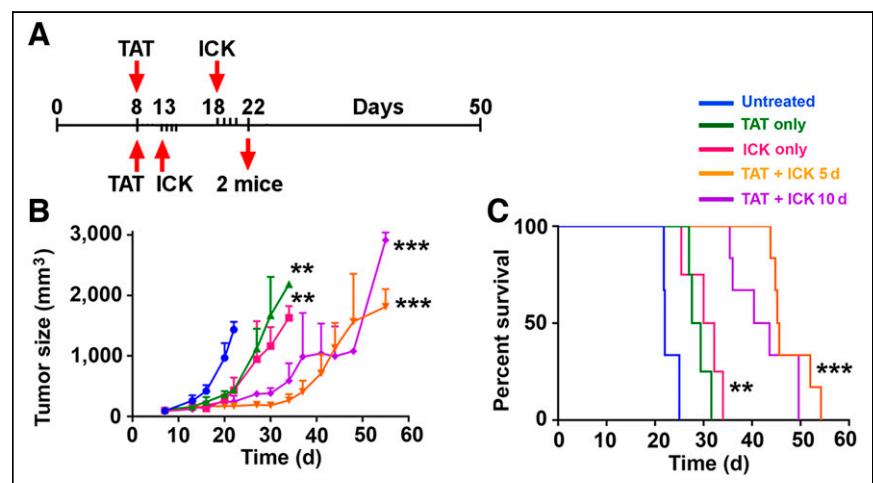 A
TAT ICK
0 8 13 18 22 Days 50
TAT ICK 2 mice
Untreated
TAT only
ICK only
TAT + ICK 5 d
TAT + ICK 10 d
B
Tumor size (mm³)
3,000
2,000
1,000
0
** 
**
***
***
0 10 20 30 40 50 60
Time (d)
C
Percent survival
100
50
0
**
***
0 10 20 30 40 50 60
Time (d)